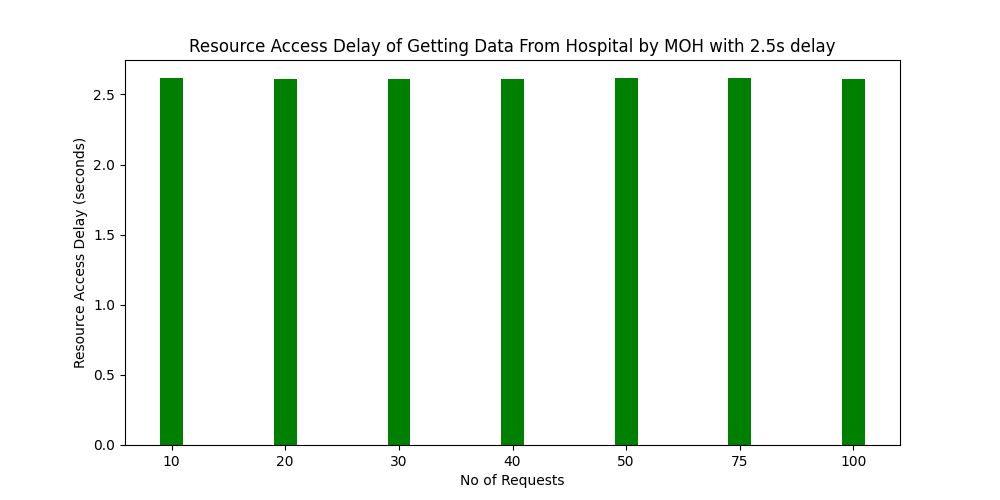 Resource Access Delay of Getting Data From Hospital by MOH with 2.5s delay
Resource Access Delay (seconds)
2.5
2.0
1.5
1.0
0.5
0.0
10 20 30 40 50 75 100
No of Requests